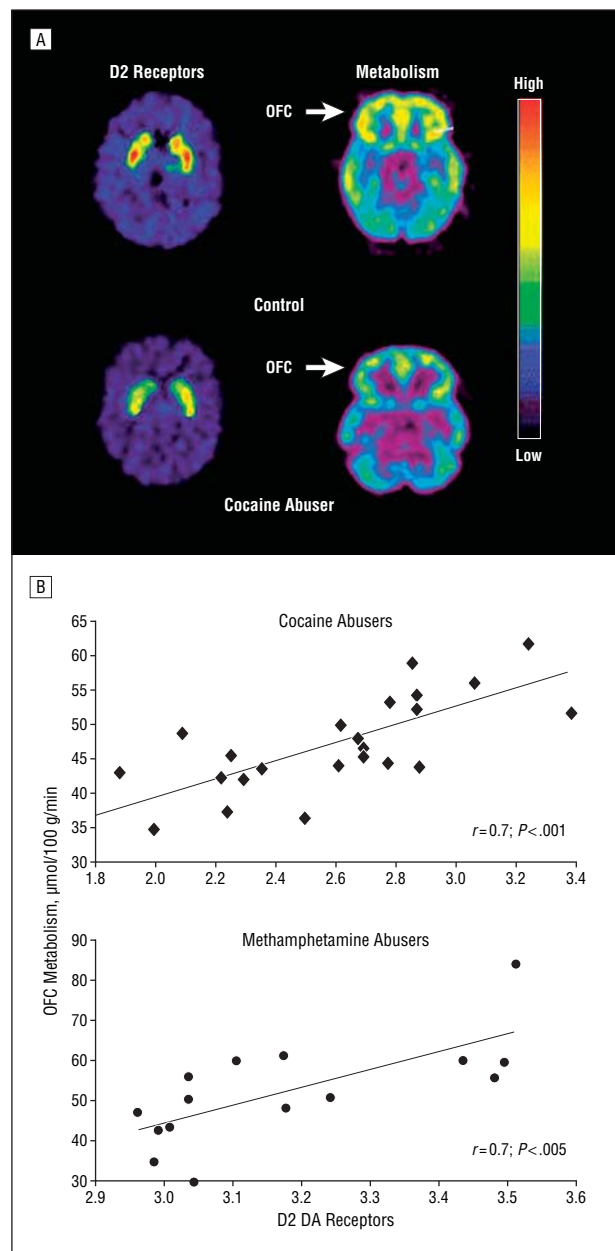 A
D2 Receptors
Metabolism
High
OFC
Control
OFC
Low
Cocaine Abuser
B
Cocaine Abusers
65
60
55
50
45
40
35
30
r=0.7; P<.001
1.8 2.0 2.2 2.4 2.6 2.8 3.0 3.2 3.4
OFC Metabolism, µmol/100 g/min
Methamphetamine Abusers
90
80
70
60
50
40
30
r=0.7; P<.005
2.9 3.0 3.1 3.2 3.3 3.4 3.5 3.6
D2 DA Receptors